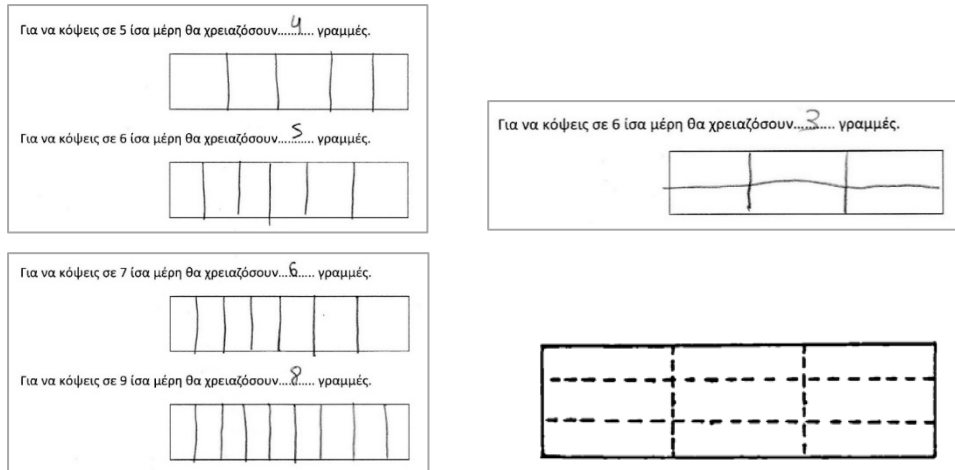 Για να κόψεις σε 5 ίσα μέρη θα χρειαζόσουν....4.... γραμμές.
Για να κόψεις σε 6 ίσα μέρη θα χρειαζόσουν....5.... γραμμές.
Για να κόψεις σε 7 ίσα μέρη θα χρειαζόσουν....6.... γραμμές.
Για να κόψεις σε 9 ίσα μέρη θα χρειαζόσουν....8.... γραμμές.
Για να κόψεις σε 6 ίσα μέρη θα χρειαζόσουν....3.... γραμμές.